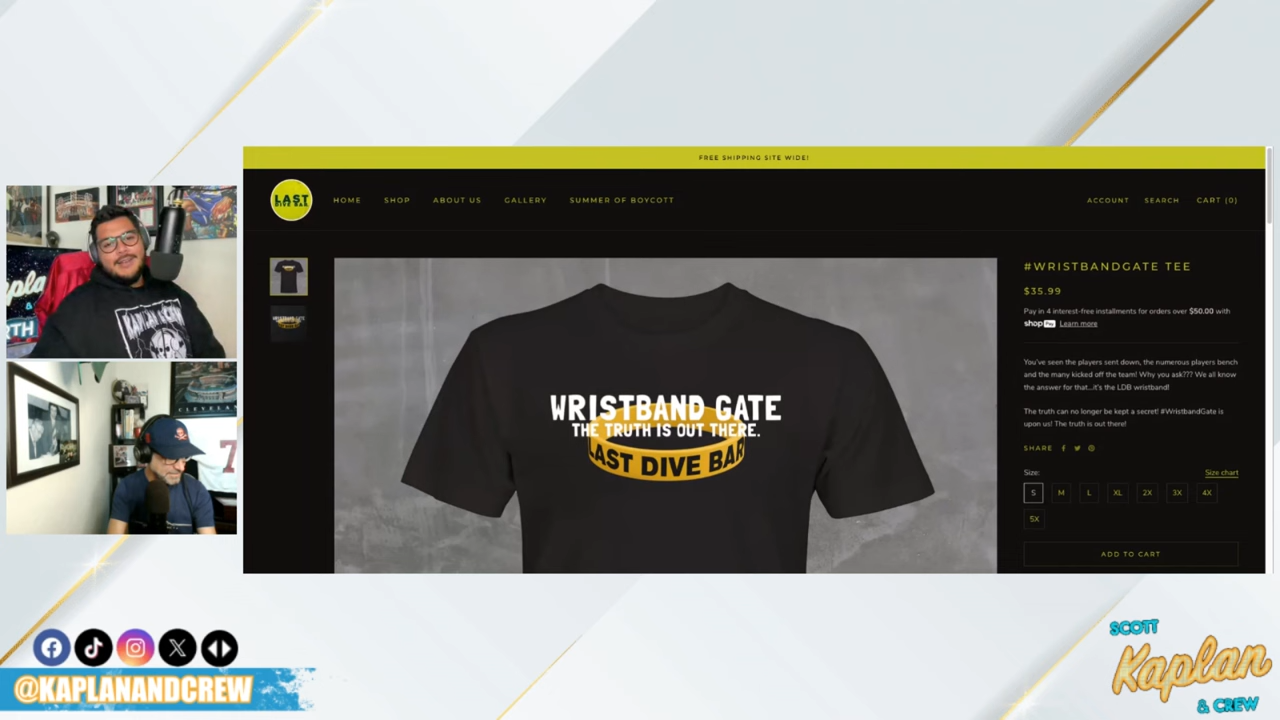 FREE SHIPPING SITE WIDE!
LAST
DIVE BAR
HOME SHOP ABOUT US GALLERY SUMMER OF BOYCOTT
ACCOUNT SEARCH CART (0)
#WRISTBANDGATE TEE
$35.99
Pay in 4 interest-free installments for orders over $50.00 with
shop Pay Learn more
You've seen the players sent down, the numerous players bench
and the many kicked off the team! Why you ask??? We all know
the answer for that...it's the LDB wristband!
The truth can no longer be kept a secret! #WristbandGate is
upon us! The truth is out there!
SHARE
Size: Size chart
S M L XL 2X 3X 4X
5X
ADD TO CART
WRISTBAND GATE
THE TRUTH IS OUT THERE.
LAST DIVE BAR
KAPLAN & CREW
CLEVELAN
7
@KAPLANANDCREW
SCOTT
Kaplan
& CREW